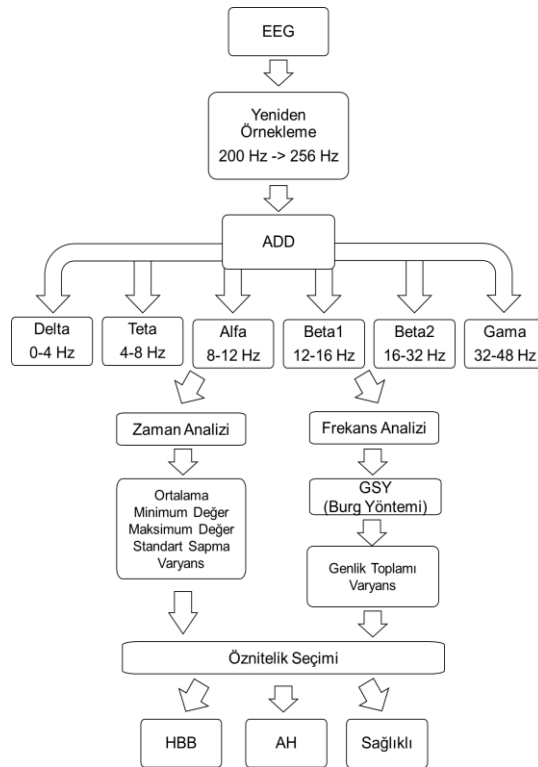 EEG
Yeniden
Örnekleme
200 Hz -> 256 Hz
ADD
Delta
0-4 Hz
Teta
4-8 Hz
Alfa
8-12 Hz
Beta1
12-16 Hz
Beta2
16-32 Hz
Gama
32-48 Hz
Zaman Analizi
Frekans Analizi
Ortalama
Minimum Değer
Maksimum Değer
Standart Sapma
Varyans
GSY
(Burg Yöntemi)
Genlik Toplamı
Varyans
Öznitelik Seçimi
HBB
AH
Sağlıklı